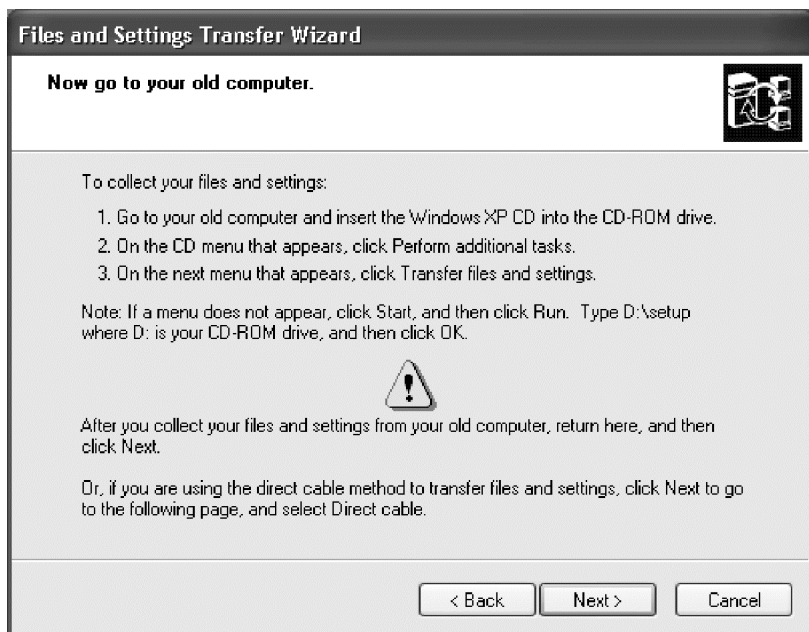 Files and Settings Transfer Wizard
Now go to your old computer.
To collect your files and settings:
1. Go to your old computer and insert the Windows XP CD into the CD-ROM drive.
2. On the CD menu that appears, click Perform additional tasks.
3. On the next menu that appears, click Transfer files and settings.
Note: If a menu does not appear, click Start, and then click Run. Type D:\setup
where D: is your CD-ROM drive, and then click OK.
After you collect your files and settings from your old computer, return here, and then
click Next.
Or, if you are using the direct cable method to transfer files and settings, click Next to go
to the following page, and select Direct cable.
< Back Next > Cancel